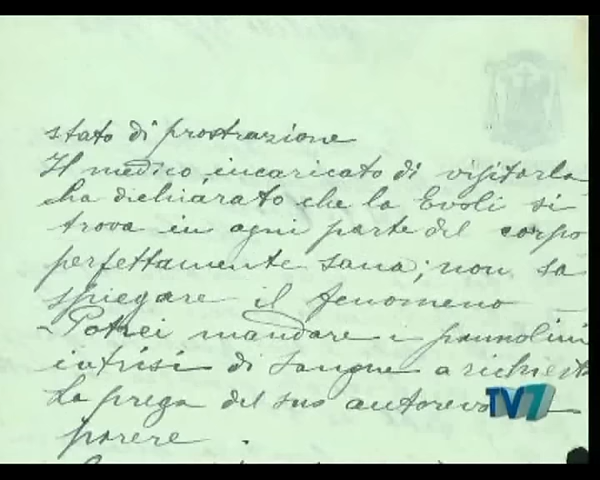 stato di prostrazione
Il medico incaricato di visitarla
ha dichiarato che la Evoli si
trova in ogni parte del corpo
perfettamente sana; non sa
spiegare il fenomeno
- Potrei mandare i pannolini
intrisi di sangue a richiesta
La prega del suo autorevo
TV7
parere.